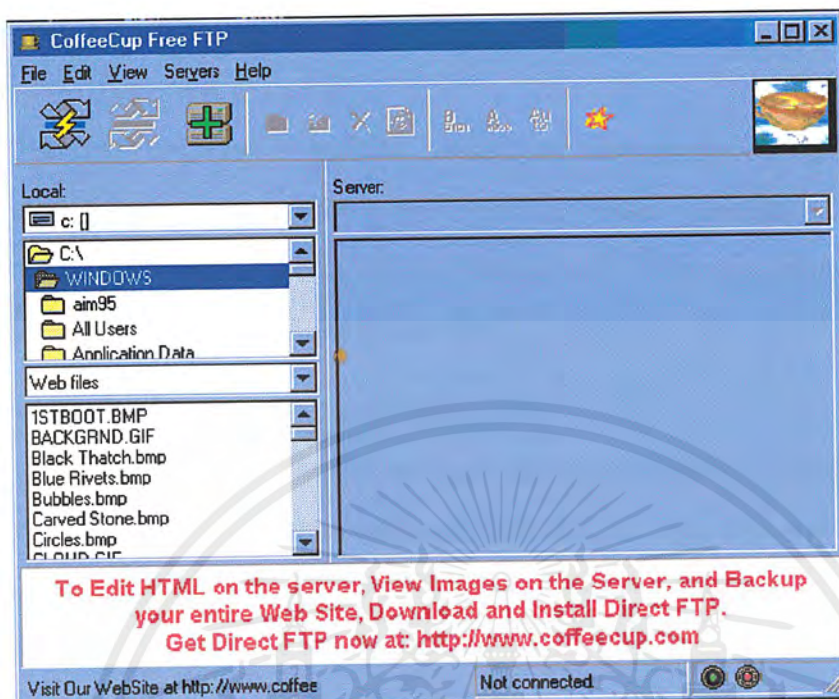 CoffeeCup Free FTP
File Edit View Servers Help
Local:
c: []
C:\
WINDOWS
aim95
All Users
Application Data
Web files
1STBOOT.BMP
BACKGRND.GIF
Black Thatch.bmp
Blue Rivets.bmp
Bubbles.bmp
Carved Stone.bmp
Circles.bmp
CLOUD.GIF
Server:
To Edit HTML on the server, View Images on the Server, and Backup
your entire Web Site, Download and Install Direct FTP.
Get Direct FTP now at: http://www.coffeecup.com
Visit Our WebSite at http://www.coffee
Not connected